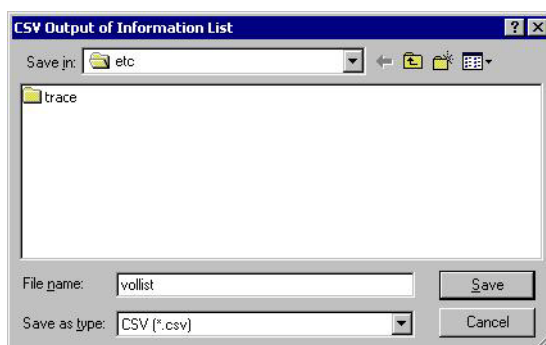 CSV Output of Information List
Save in: etc
trace
File name: vollist Save
Save as type: CSV (*.csv) Cancel